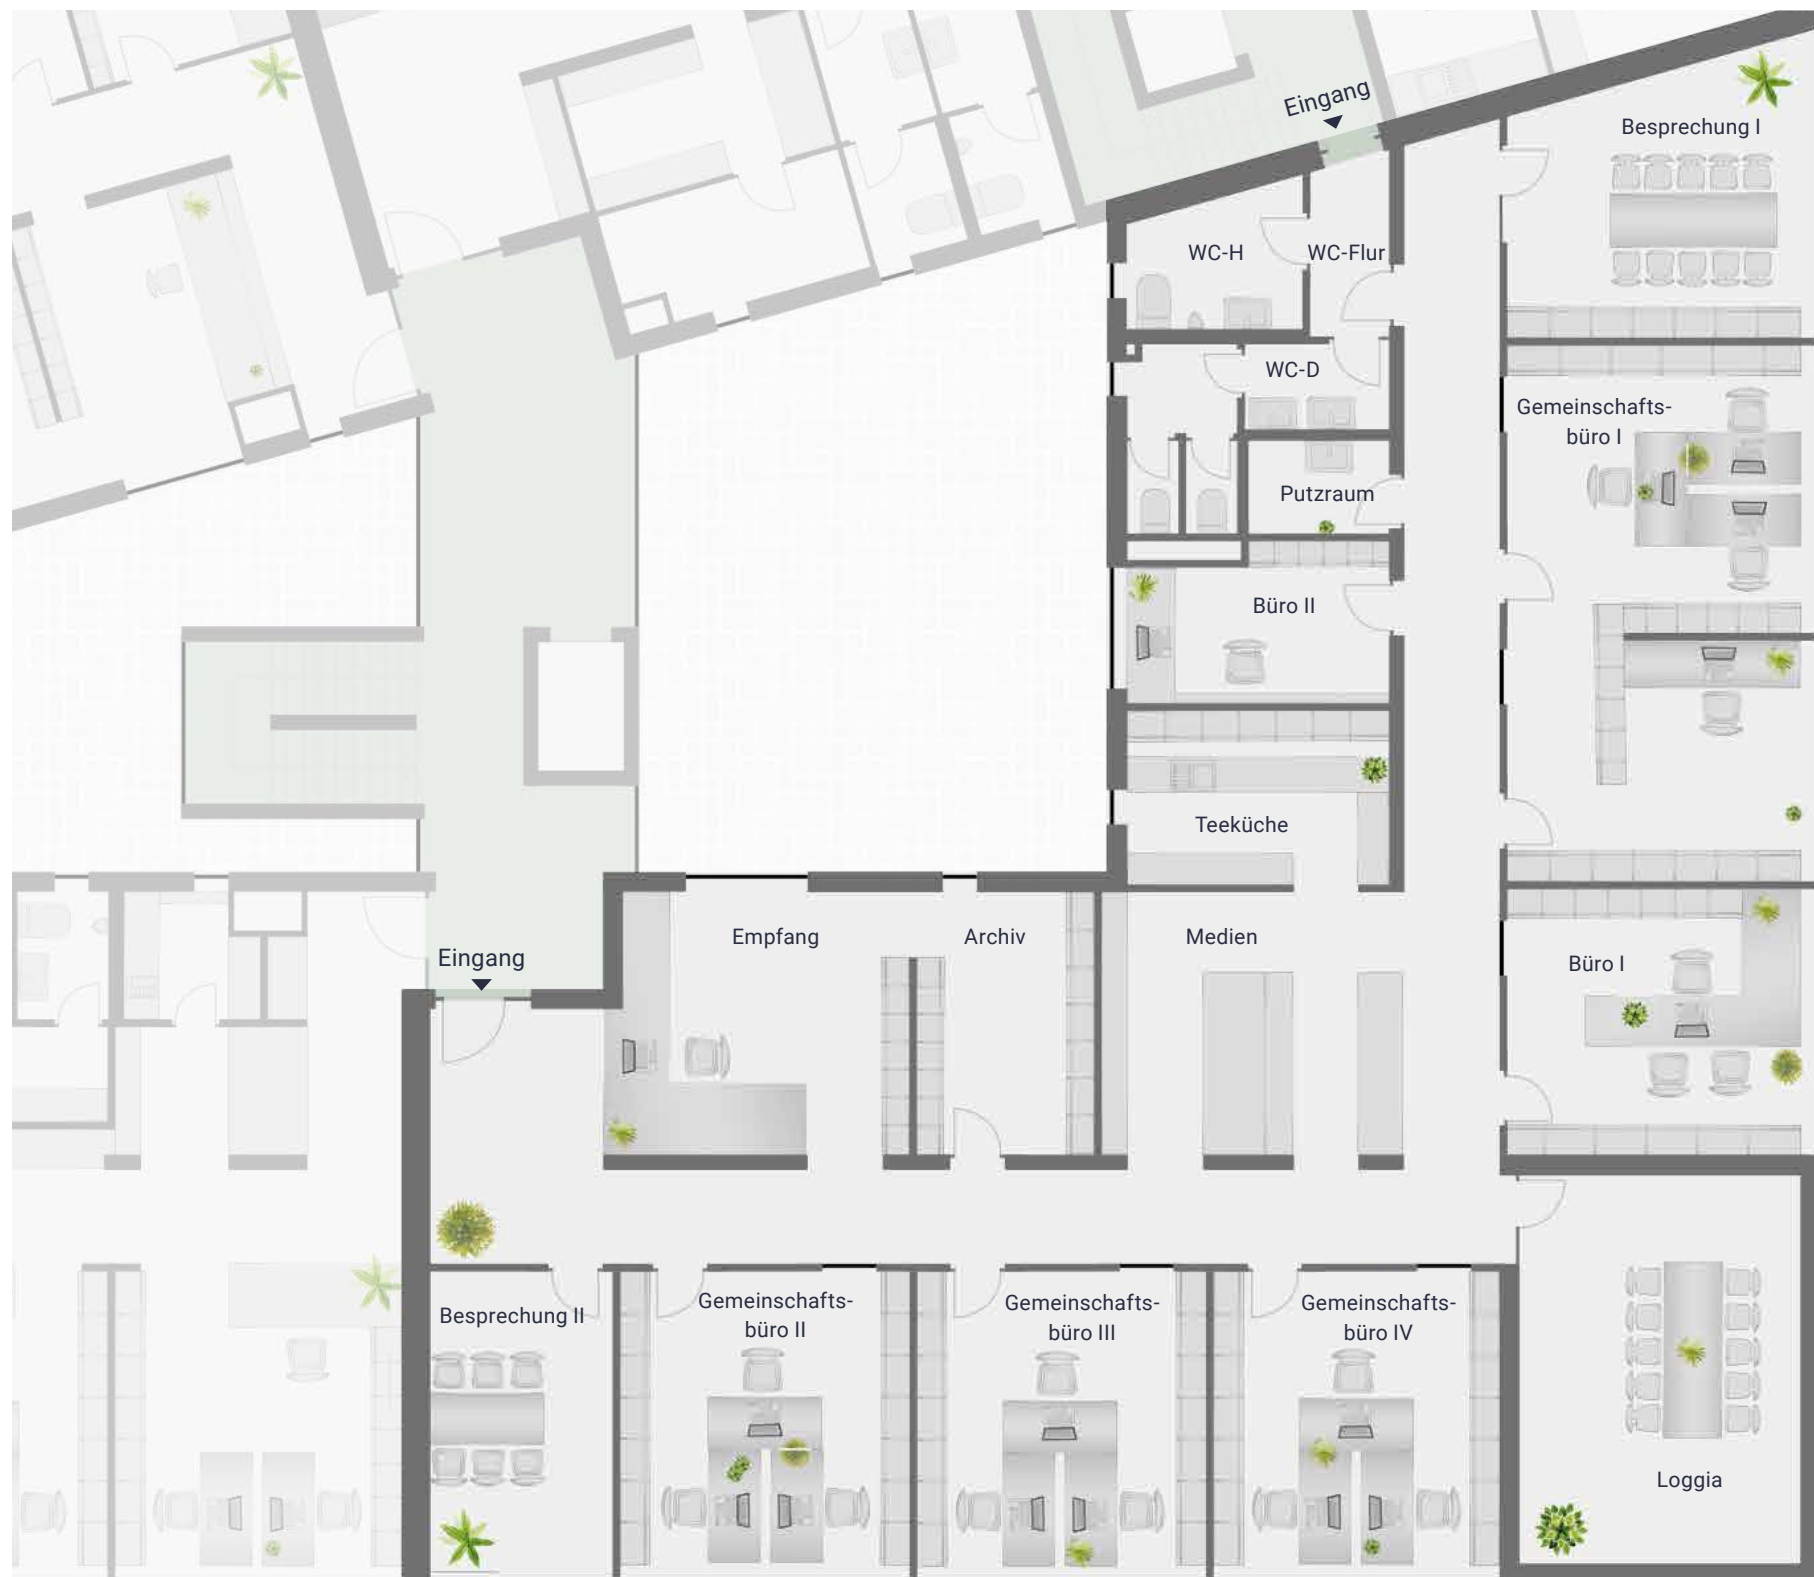 Eingang
Besprechung I
WC-H
WC-Flur
WC-D
Gemeinschafts-
büro I
Putzraum
Büro II
Teeküche
Empfang
Archiv
Medien
Büro I
Eingang
Besprechung II
Gemeinschafts-
büro II
Gemeinschafts-
büro III
Gemeinschafts-
büro IV
Loggia